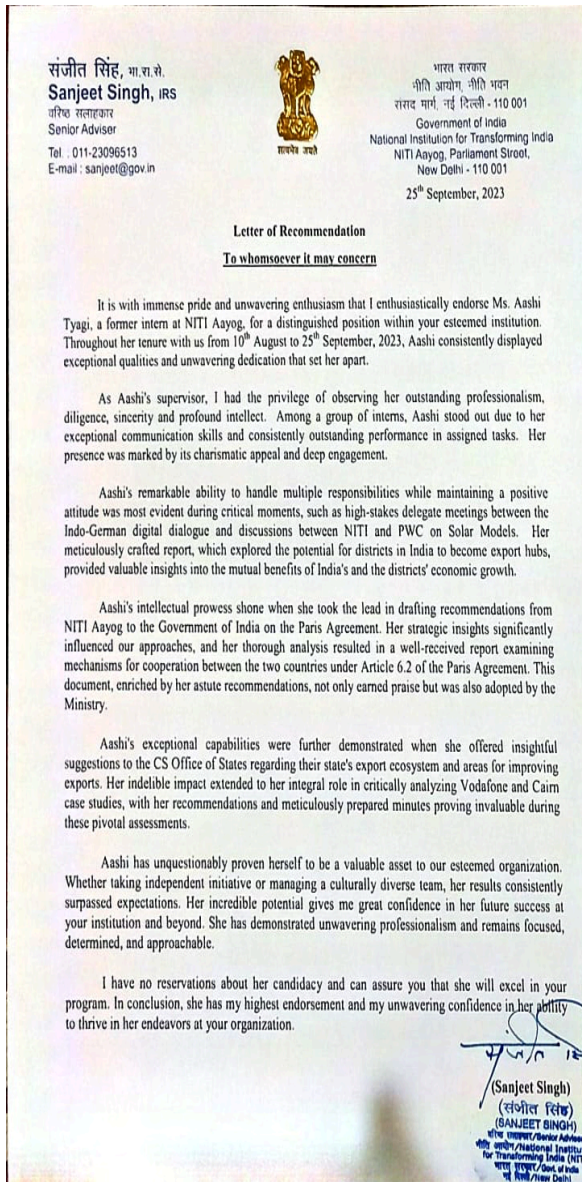 संजीत सिंह, भा.रा.से.
Sanjeet Singh, IRS
वरिष्ठ सलाहकार
Senior Adviser
Tel. : 011-23096513
E-mail : sanjeet@gov.in
सत्यमेव जयते
भारत सरकार
नीति आयोग, नीति भवन
संसद मार्ग, नई दिल्ली - 110 001
Government of India
National Institution for Transforming India
NITI Aayog, Parliament Street,
New Delhi - 110 001
25th September, 2023
Letter of Recommendation
To whomsoever it may concern
It is with immense pride and unwavering enthusiasm that I enthusiastically endorse Ms. Aashi
Tyagi, a former intern at NITI Aayog, for a distinguished position within your esteemed institution.
Throughout her tenure with us from 10th August to 25th September, 2023, Aashi consistently displayed
exceptional qualities and unwavering dedication that set her apart.
As Aashi's supervisor, I had the privilege of observing her outstanding professionalism,
diligence, sincerity and profound intellect. Among a group of interns, Aashi stood out due to her
exceptional communication skills and consistently outstanding performance in assigned tasks. Her
presence was marked by its charismatic appeal and deep engagement.
Aashi's remarkable ability to handle multiple responsibilities while maintaining a positive
attitude was most evident during critical moments, such as high-stakes delegate meetings between the
Indo-German digital dialogue and discussions between NITI and PWC on Solar Models. Her
meticulously crafted report, which explored the potential for districts in India to become export hubs,
provided valuable insights into the mutual benefits of India's and the districts' economic growth.
Aashi's intellectual prowess shone when she took the lead in drafting recommendations from
NITI Aayog to the Government of India on the Paris Agreement. Her strategic insights significantly
influenced our approaches, and her thorough analysis resulted in a well-received report examining
mechanisms for cooperation between the two countries under Article 6.2 of the Paris Agreement. This
document, enriched by her astute recommendations, not only earned praise but was also adopted by the
Ministry.
Aashi's exceptional capabilities were further demonstrated when she offered insightful
suggestions to the CS Office of States regarding their state's export ecosystem and areas for improving
exports. Her indelible impact extended to her integral role in critically analyzing Vodafone and Cairn
case studies, with her recommendations and meticulously prepared minutes proving invaluable during
these pivotal assessments.
Aashi has unquestionably proven herself to be a valuable asset to our esteemed organization.
Whether taking independent initiative or managing a culturally diverse team, her results consistently
surpassed expectations. Her incredible potential gives me great confidence in her future success at
your institution and beyond. She has demonstrated unwavering professionalism and remains focused,
determined, and approachable.
I have no reservations about her candidacy and can assure you that she will excel in your
program. In conclusion, she has my highest endorsement and my unwavering confidence in her ability
to thrive in her endeavors at your organization.
(Sanjeet Singh)
(संजीत सिंह)
(SANJEET SINGH)
वरिष्ठ सलाहकार/Senior Advise
नीति आयोग/National Institu
for Transforming India (NIT
भारत सरकार/Govt. of India
नई दिल्ली/New Delhi